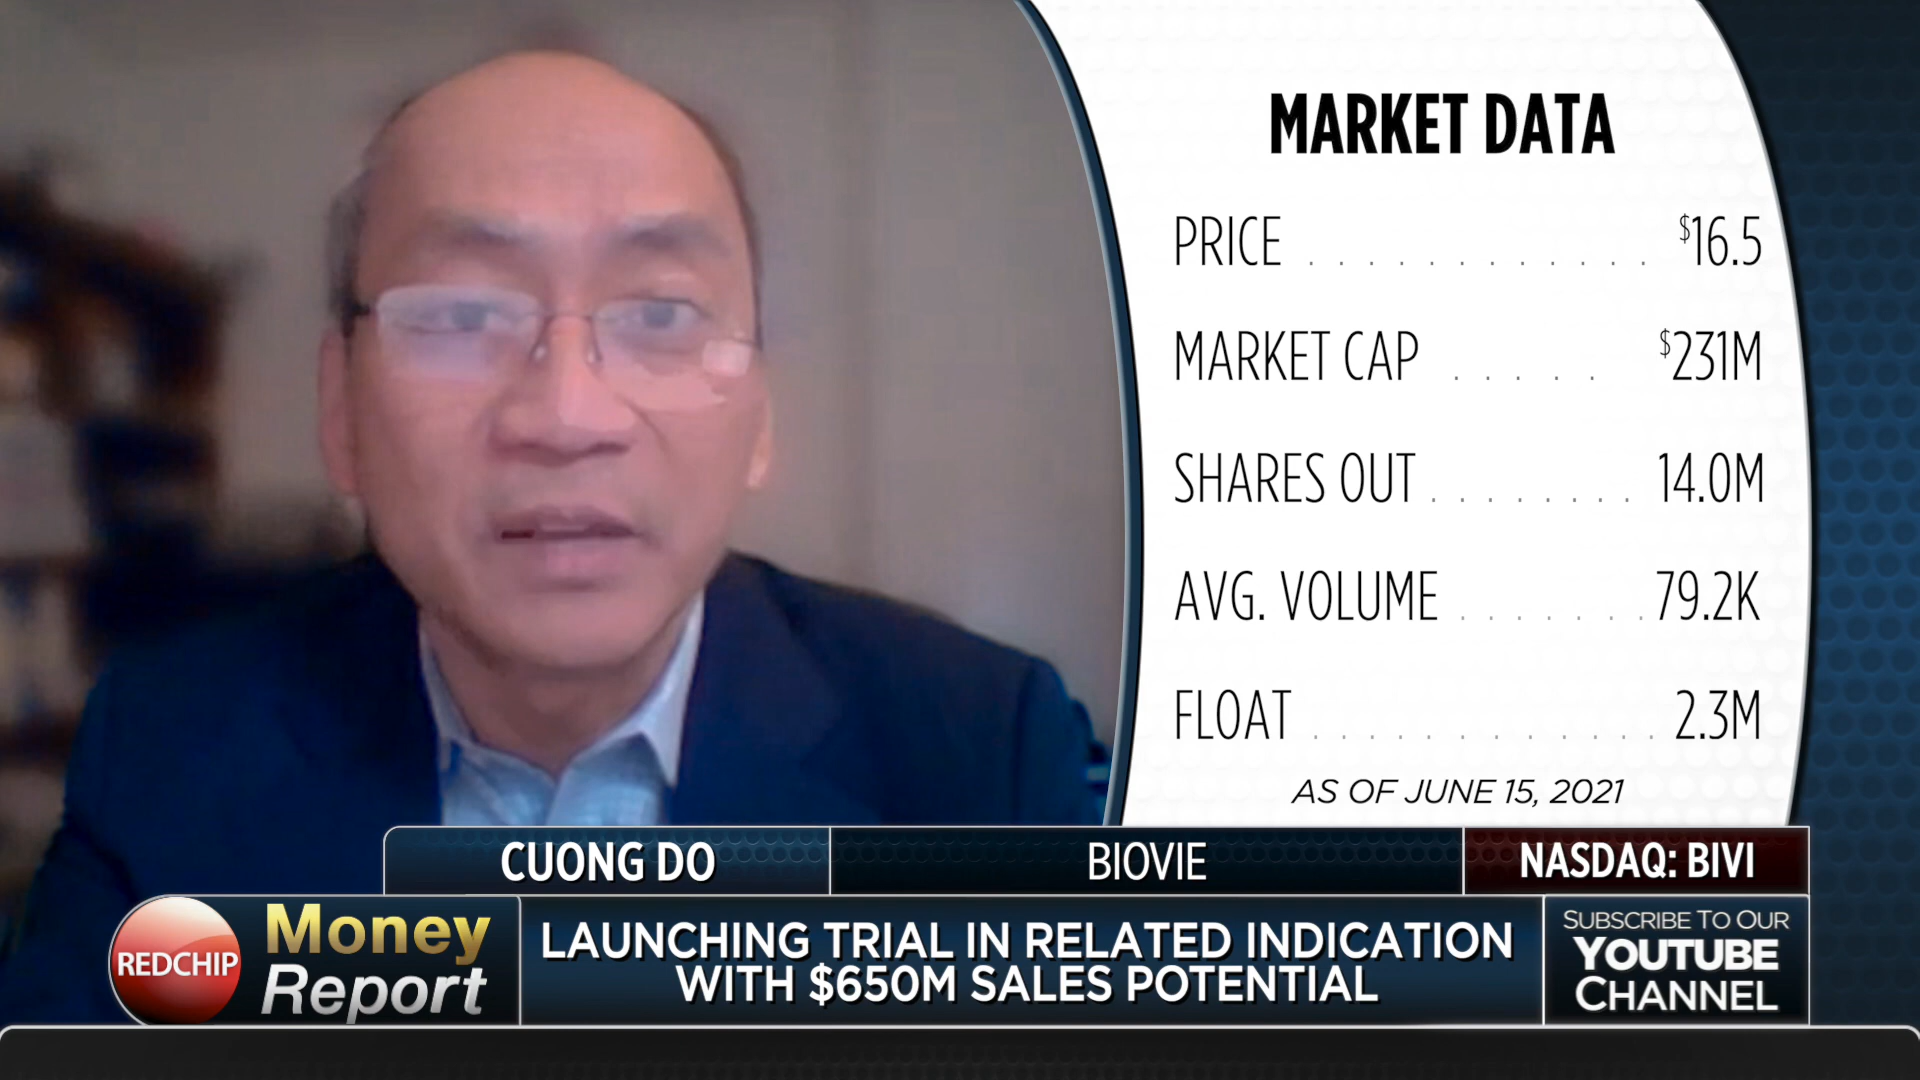 MARKET DATA
PRICE . . . . . . . . . . . . $16.5
MARKET CAP . . . . . $231M
SHARES OUT . . . . . . . 14.0M
AVG. VOLUME . . . . . . . 79.2K
FLOAT . . . . . . . . . . . . 2.3M
AS OF JUNE 15, 2021
CUONG DO
BIOVIE
NASDAQ: BIVI
REDCHIP
Money
Report
LAUNCHING TRIAL IN RELATED INDICATION
WITH $650M SALES POTENTIAL
SUBSCRIBE TO OUR
YOUTUBE
CHANNEL